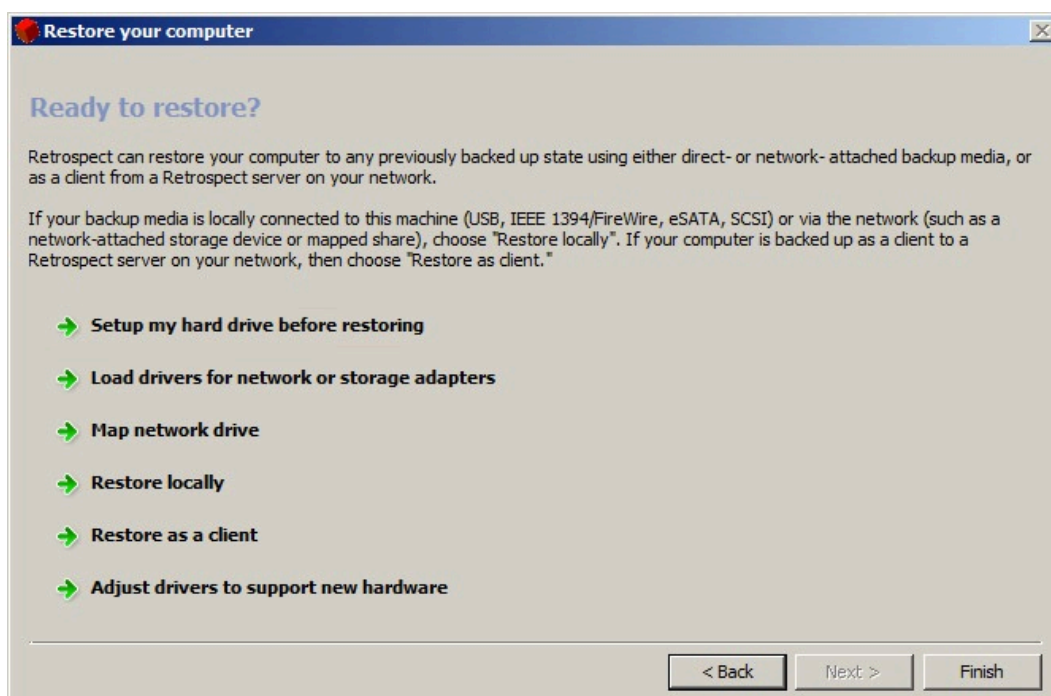 Restore your computer
Ready to restore?
Retrospect can restore your computer to any previously backed up state using either direct- or network- attached backup media, or
as a client from a Retrospect server on your network.
If your backup media is locally connected to this machine (USB, IEEE 1394/FireWire, eSATA, SCSI) or via the network (such as a
network-attached storage device or mapped share), choose "Restore locally". If your computer is backed up as a client to a
Retrospect server on your network, then choose "Restore as client."
Setup my hard drive before restoring
Load drivers for network or storage adapters
Map network drive
Restore locally
Restore as a client
Adjust drivers to support new hardware
< Back Next > Finish